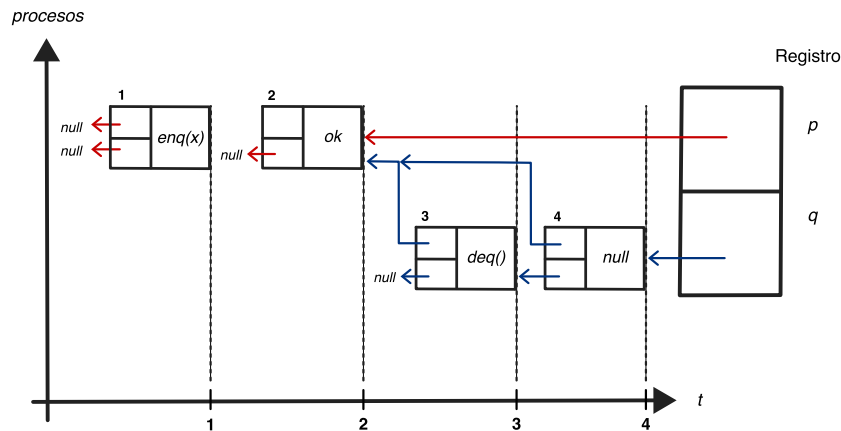 procesos
Registro
1
2
null
enq(x)
ok
p
null
null
3
4
q
deq()
null
null
t
1
2
3
4